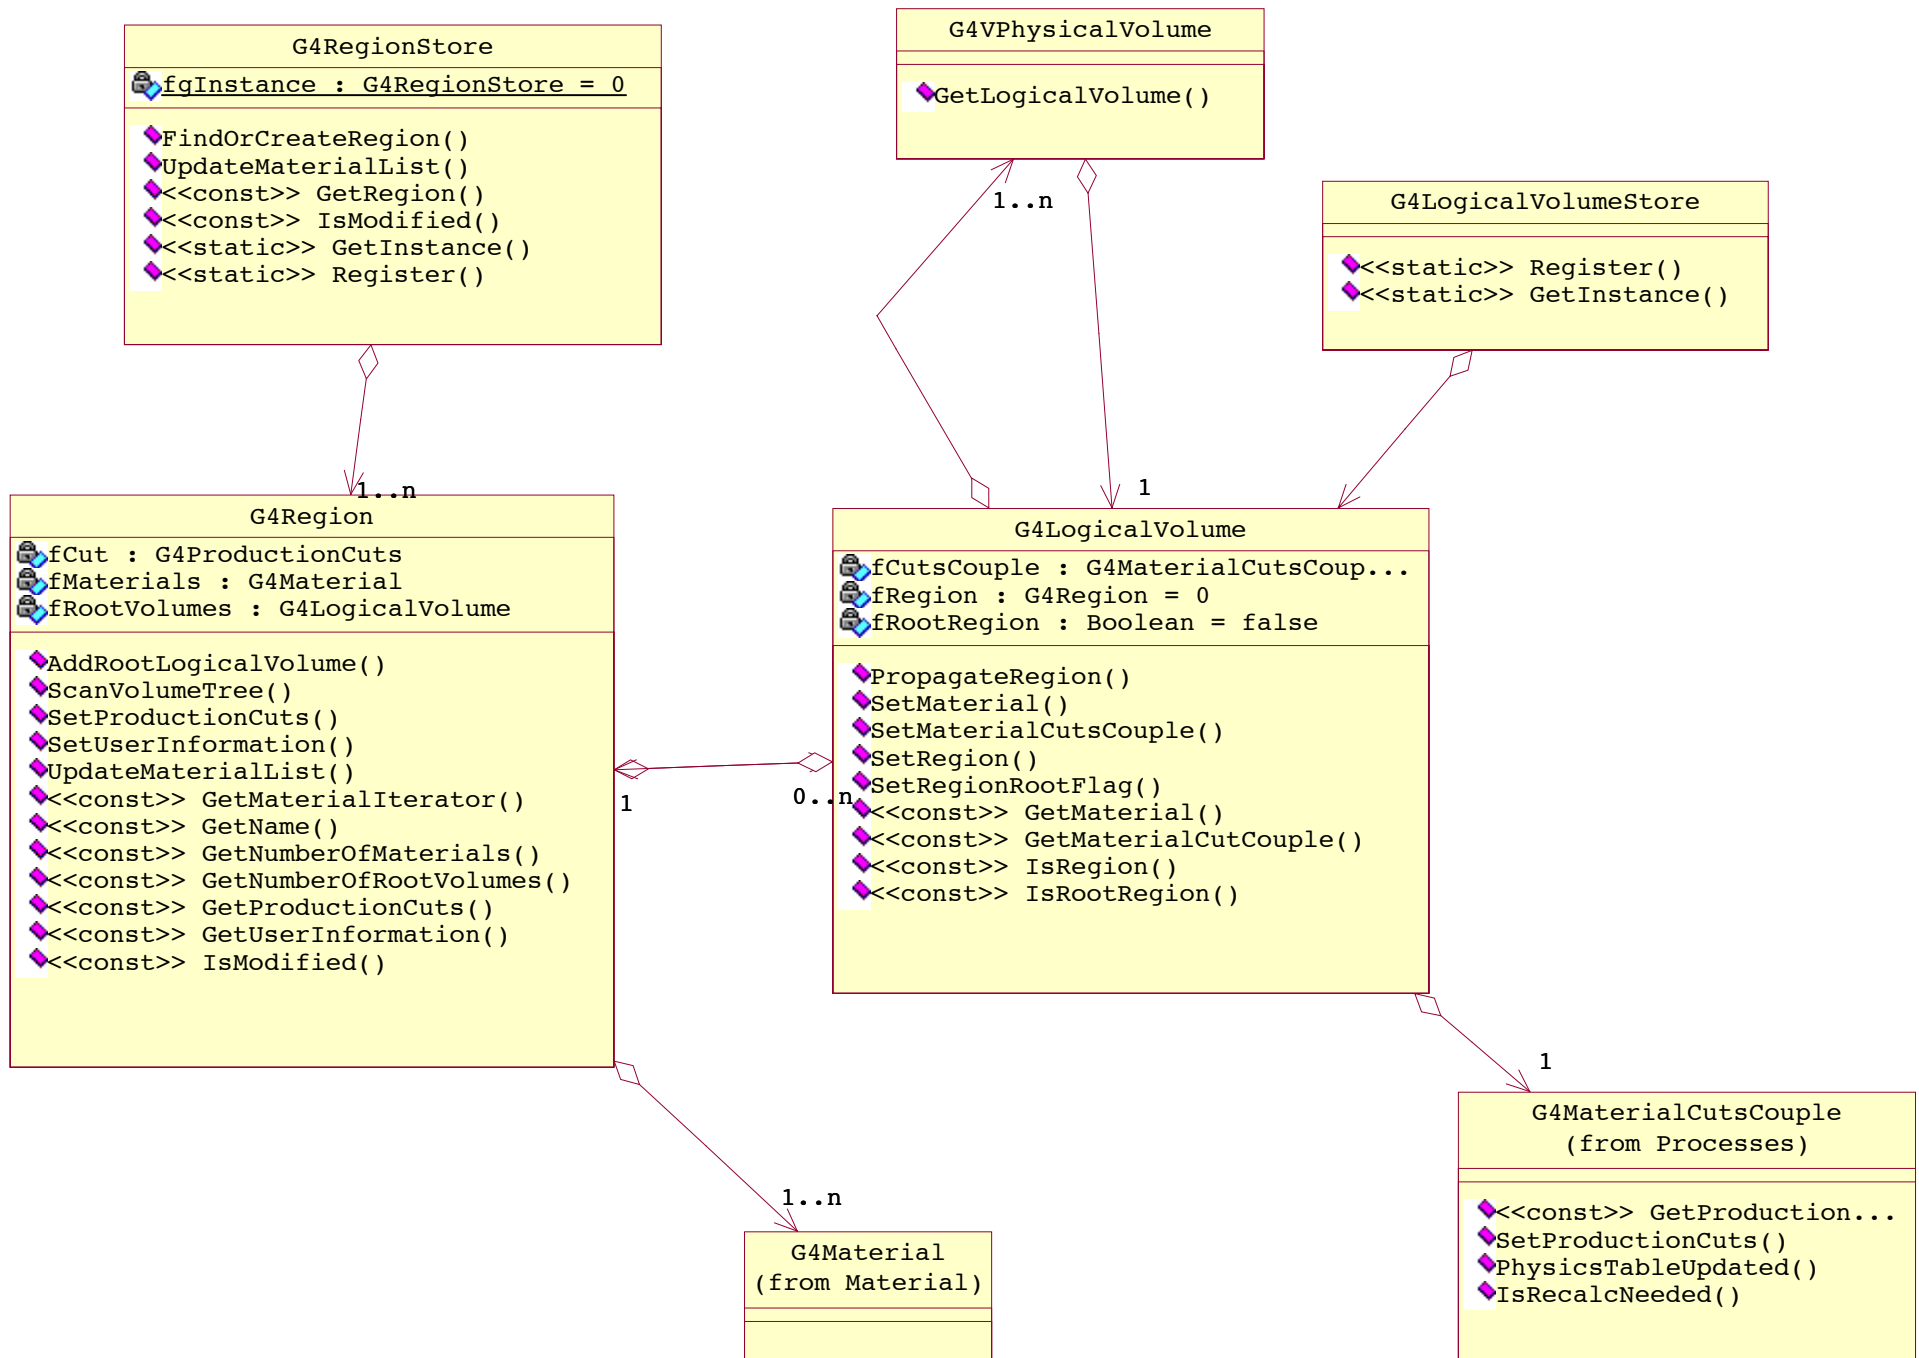 G4RegionStore
fgInstance : G4RegionStore = 0
FindOrCreateRegion()
UpdateMaterialList()
<<const>> GetRegion()
<<const>> IsModified()
<<static>> GetInstance()
<<static>> Register()
G4VPhysicalVolume
GetLogicalVolume()
1..n
G4LogicalVolumeStore
<<static>> Register()
<<static>> GetInstance()
1..n
1
G4Region
fCut : G4ProductionCuts
fMaterials : G4Material
fRootVolumes : G4LogicalVolume
AddRootLogicalVolume()
ScanVolumeTree()
SetProductionCuts()
SetUserInformation()
UpdateMaterialList()
<<const>> GetMaterialIterator()
<<const>> GetName()
<<const>> GetNumberOfMaterials()
<<const>> GetNumberOfRootVolumes()
<<const>> GetProductionCuts()
<<const>> GetUserInformation()
<<const>> IsModified()
1
0..n
G4LogicalVolume
fCutsCouple : G4MaterialCutsCoup...
fRegion : G4Region = 0
fRootRegion : Boolean = false
PropagateRegion()
SetMaterial()
SetMaterialCutsCouple()
SetRegion()
SetRegionRootFlag()
<<const>> GetMaterial()
<<const>> GetMaterialCutCouple()
<<const>> IsRegion()
<<const>> IsRootRegion()
1
1..n
G4Material
(from Material)
G4MaterialCutsCouple
(from Processes)
<<const>> GetProduction...
SetProductionCuts()
PhysicsTableUpdated()
IsRecalcNeeded()